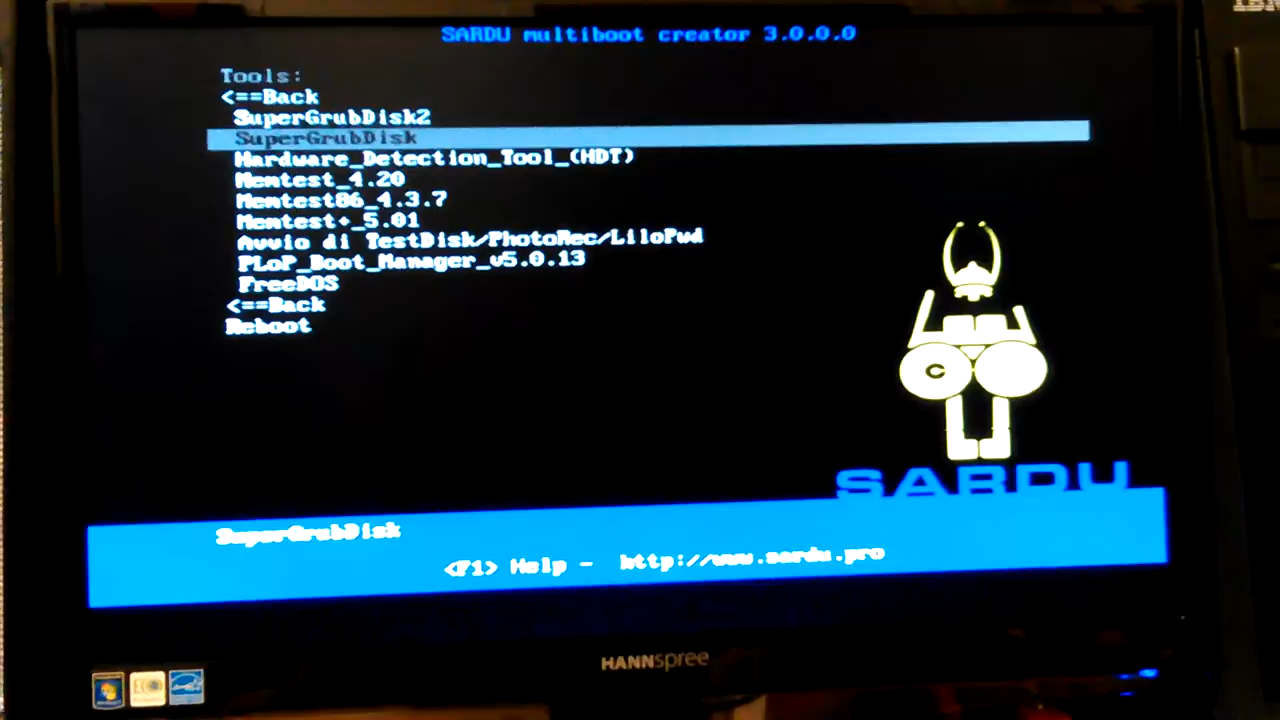 SARDU multiboot creator 3.0.0.0
Tools:
<==Back
SuperGrubDisk2
SuperGrubDisk
Hardware_Detection_Tool_(HDT)
Memtest_4.20
Memtest86_4.3.7
Memtest+_5.01
Avvio di TestDisk/PhotoRec/LiloPwd
PLoP_Boot_Manager_v5.0.13
FreeDOS
<==Back
Reboot
C
SARDU
SuperGrubDisk
<F1> Help - http://www.sardu.pro
HANNspree
ECO